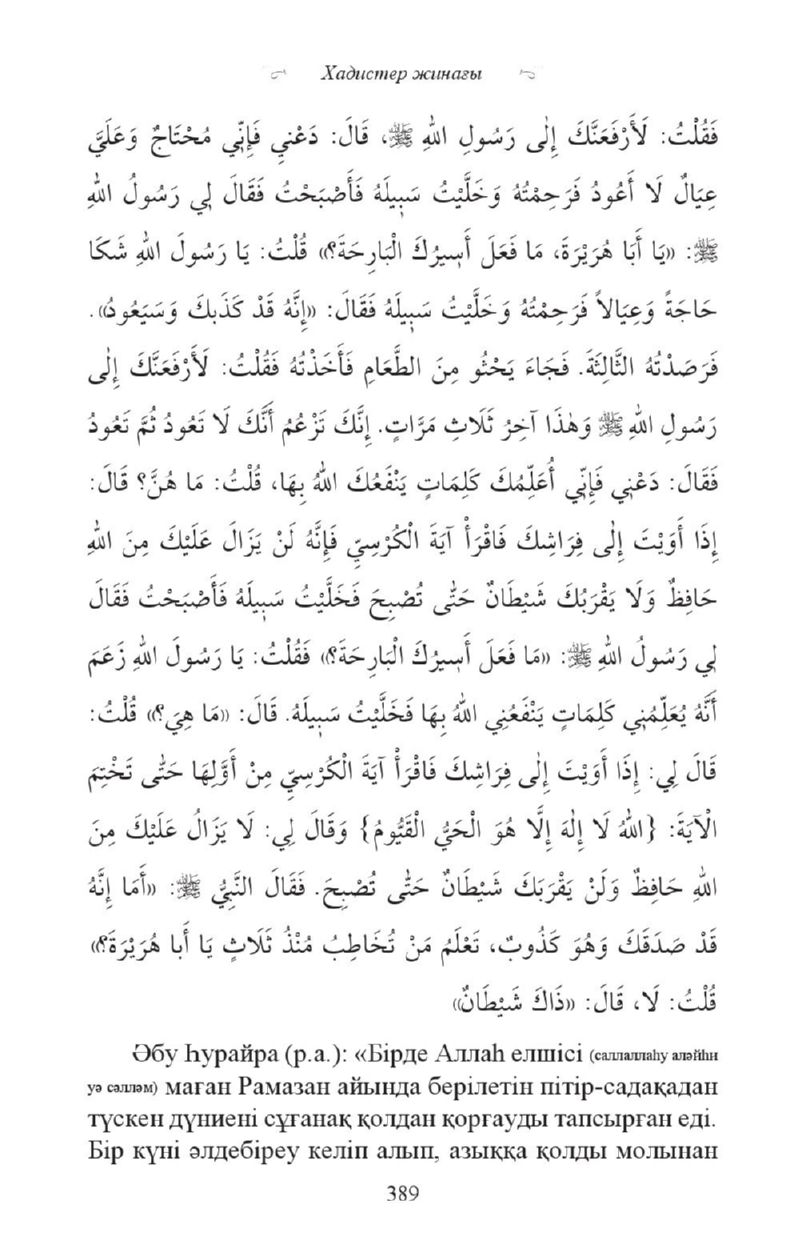 Хадистер жинағы
فَقُلْتُ: لَأَرْفَعَنَّكَ إِلٰى رَسُولِ اللهِ ﷺ، قَالَ: دَعْنِي فَإِنِّي مُحْتَاجٌ وَعَلَيَّ
عِيَالٌ لَا أَعُودُ فَرَحِمْتُهُ وَخَلَّيْتُ سَبِيلَهُ فَأَصْبَحْتُ فَقَالَ لِي رَسُولُ اللهِ
ﷺ: «يَا أَبَا هُرَيْرَةَ، مَا فَعَلَ أَسِيرُكَ الْبَارِحَةَ؟» قُلْتُ: يَا رَسُولَ اللهِ شَكَا
حَاجَةً وَعِيَالاً فَرَحِمْتُهُ وَخَلَّيْتُ سَبِيلَهُ فَقَالَ: «إِنَّهُ قَدْ كَذَبكَ وَسَيَعُودُ».
فَرَصَدْتُهُ الثَّالِثَةَ. فَجَاءَ يَحْثُو مِنَ الطَّعَامِ فَأَخَذْتُهُ فَقُلْتُ: لَأَرْفَعَنَّكَ إِلٰى
رَسُولِ اللهِ ﷺ وَهٰذَا آخِرُ ثَلَاثِ مَرَّاتٍ. إِنَّكَ تَزْعُمُ أَنَّكَ لَا تَعُودُ ثُمَّ تَعُودُ
فَقَالَ: دَعْنِي فَإِنِّي أُعَلِّمُكَ كَلِمَاتٍ يَنْفَعُكَ اللهُ بِهَا، قُلْتُ: مَا هُنَّ؟ قَالَ:
إِذَا أَوَيْتَ إِلٰى فِرَاشِكَ فَاقْرَأْ آيَةَ الْكُرْسِيِّ فَإِنَّهُ لَنْ يَزَالَ عَلَيْكَ مِنَ اللهِ
حَافِظٌ وَلَا يَقْرَبُكَ شَيْطَانٌ حَتّٰى تُصْبِحَ فَخَلَّيْتُ سَبِيلَهُ فَأَصْبَحْتُ فَقَالَ
لِي رَسُولُ اللهِ ﷺ: «مَا فَعَلَ أَسِيرُكَ الْبَارِحَةَ؟» فَقُلْتُ: يَا رَسُولَ اللهِ زَعَمَ
أَنَّهُ يُعَلِّمُنِي كَلِمَاتٍ يَنْفَعُنِي اللهُ بِهَا فَخَلَّيْتُ سَبِيلَهُ. قَالَ: «مَا هِيَ؟» قُلْتُ:
قَالَ لِي: إِذَا أَوَيْتَ إِلٰى فِرَاشِكَ فَاقْرَأْ آيَةَ الْكُرْسِيِّ مِنْ أَوَّلِهَا حَتّٰى تَخْتِمَ
الْآيَةَ: {اللهُ لَا إِلٰهَ إِلَّا هُوَ الْحَيُّ الْقَيُّومُ} وَقَالَ لِي: لَا يَزَالُ عَلَيْكَ مِنَ
اللهِ حَافِظٌ وَلَنْ يَقْرَبَكَ شَيْطَانٌ حَتّٰى تُصْبِحَ. فَقَالَ النَّبِيُّ ﷺ: «أَمَا إِنَّهُ
قَدْ صَدَقَكَ وَهُوَ كَذُوبٌ، تَعْلَمُ مَنْ تُخَاطِبُ مُنْذُ ثَلَاثٍ يَا أَبا هُرَيْرَةَ؟»
قُلْتُ: لَا، قَالَ: «ذَاكَ شَيْطَانٌ»
Әбу Һурайра (р.а.): «Бірде Аллаһ елшісі (саллаллаһу аләйһи
уә сәлләм) маған Рамазан айында берілетін пітір-садақадан
түскен дүниені сұғанақ қолдан қорғауды тапсырған еді.
Бір күні әлдебіреу келіп алып, азыққа қолды молынан
389